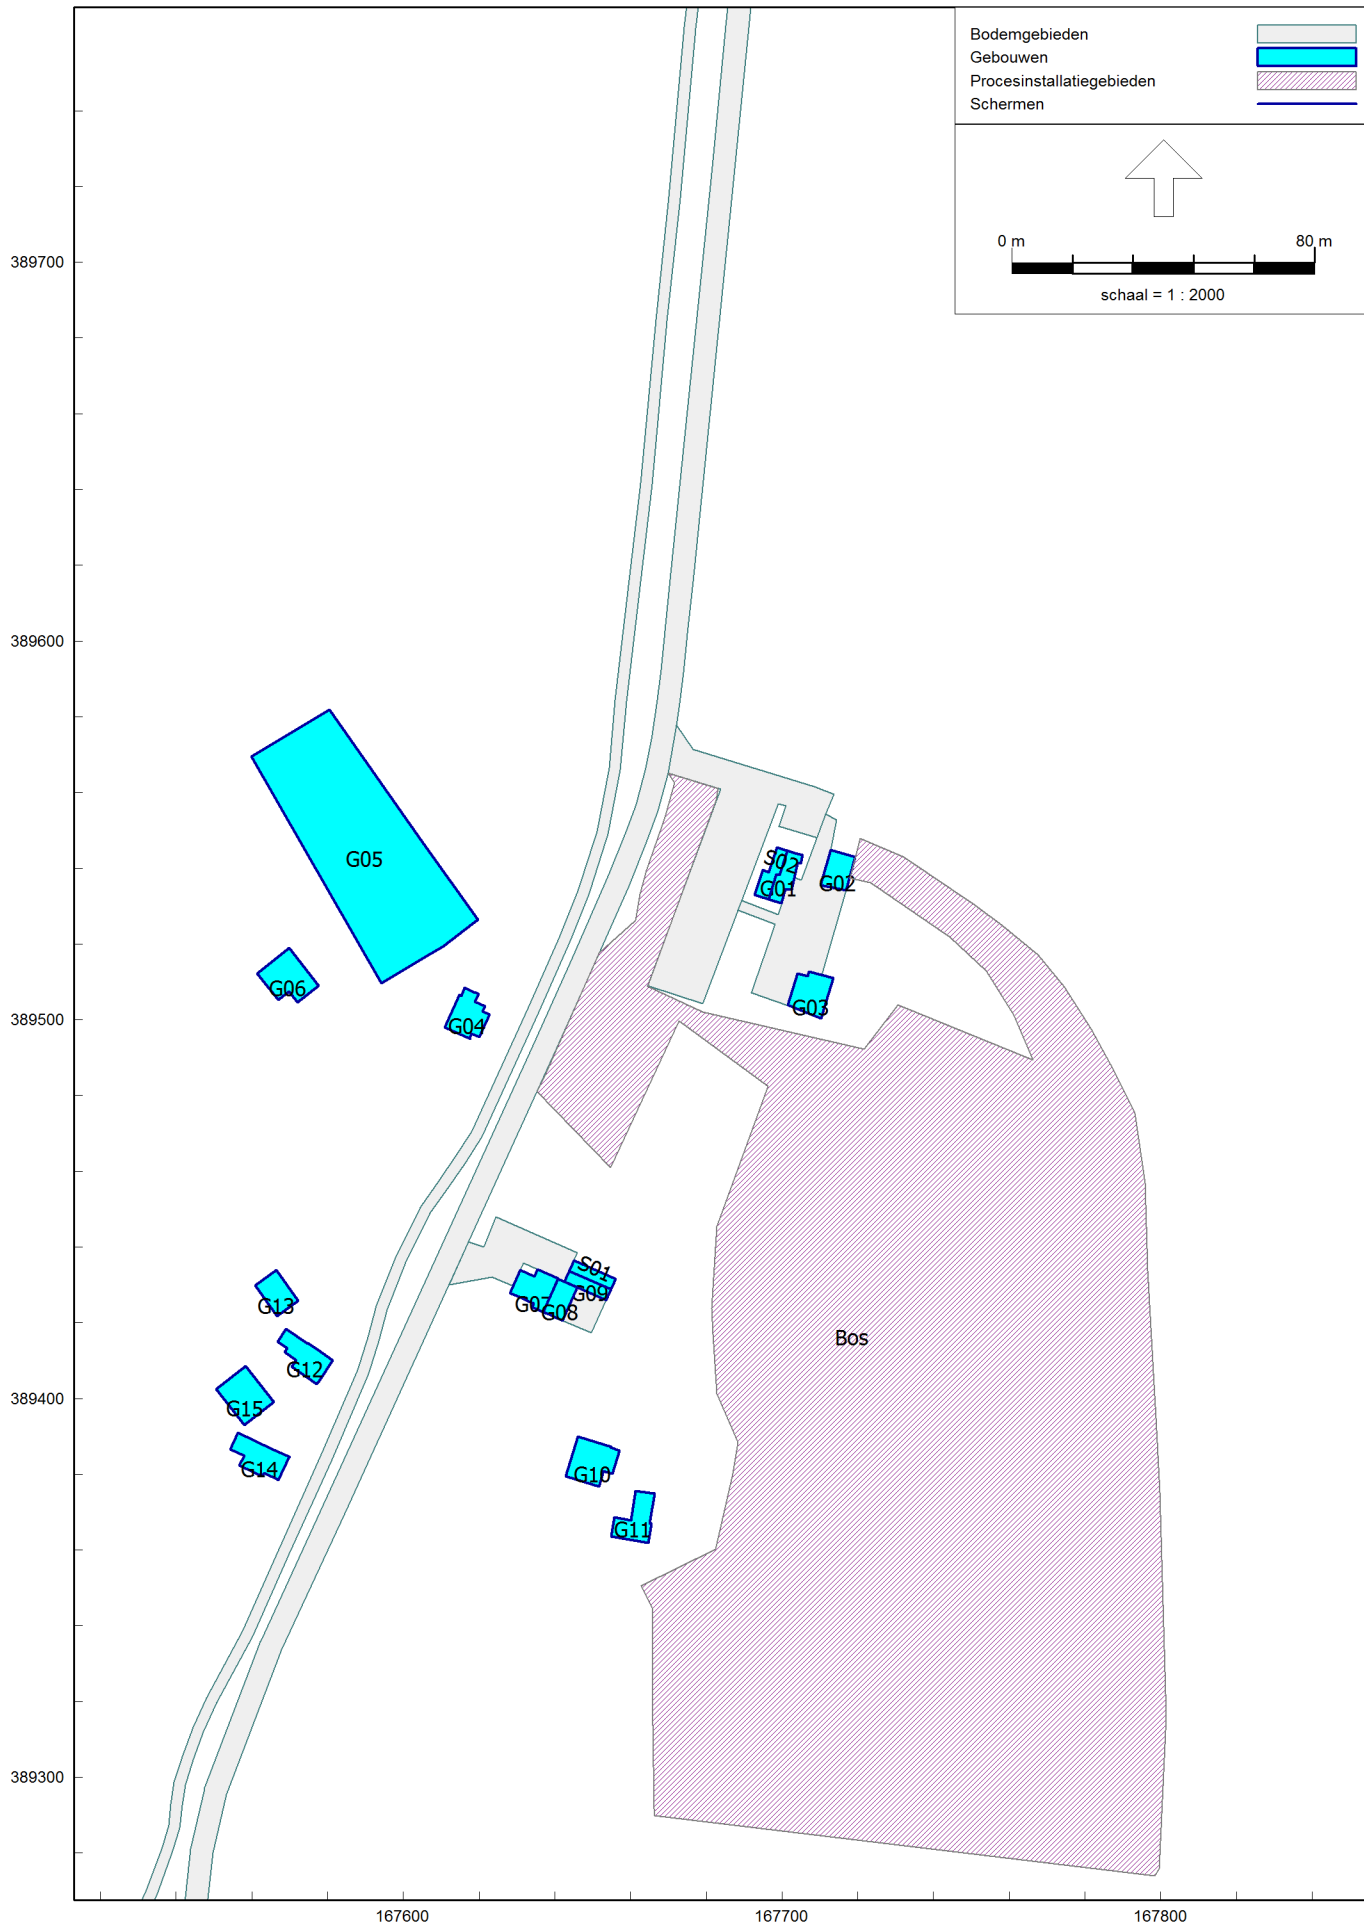 Bodemgebieden
Gebouwen
Procesinstallatiegebieden
Schermen
0 m 80 m
schaal = 1 : 2000
389700
389600
G05
S02
G01
G02
G06
G03
389500
G04
S01
G09
G07
G08
G13
Bos
G12
389400
G15
G14
G10
G11
389300
167600 167700 167800